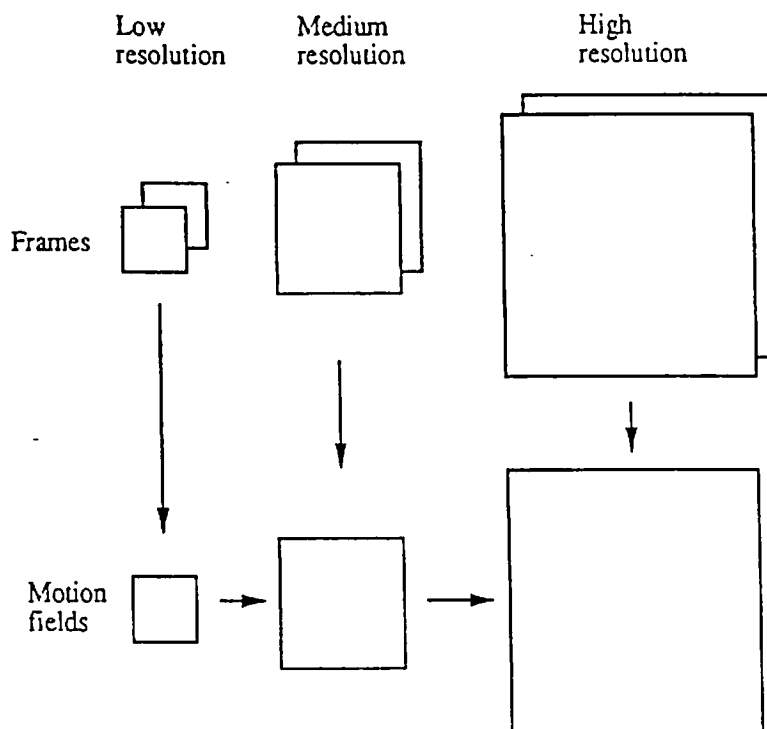 Low
resolution
Medium
resolution
High
resolution
Frames
Motion
fields